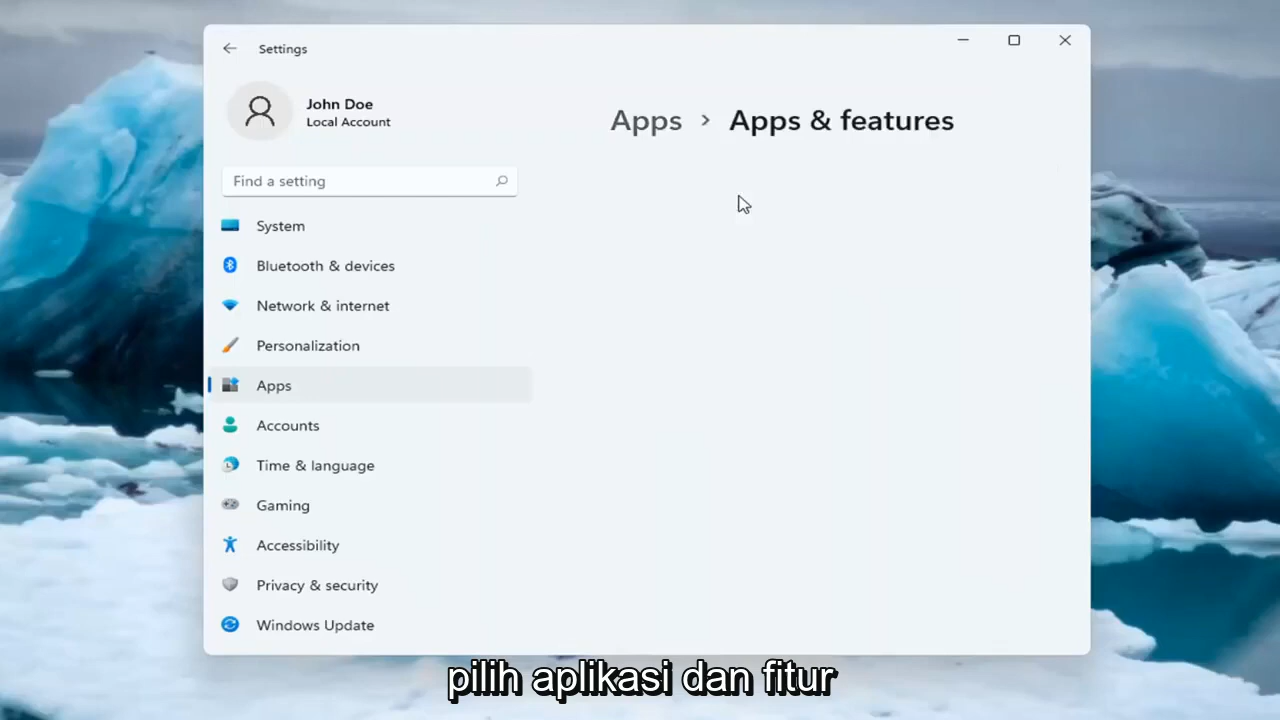 Settings
John Doe
Local Account
Find a setting
System
Bluetooth & devices
Network & internet
Personalization
Apps
Accounts
Time & language
Gaming
Accessibility
Privacy & security
Windows Update
Apps > Apps & features
pilih aplikasi dan fitur